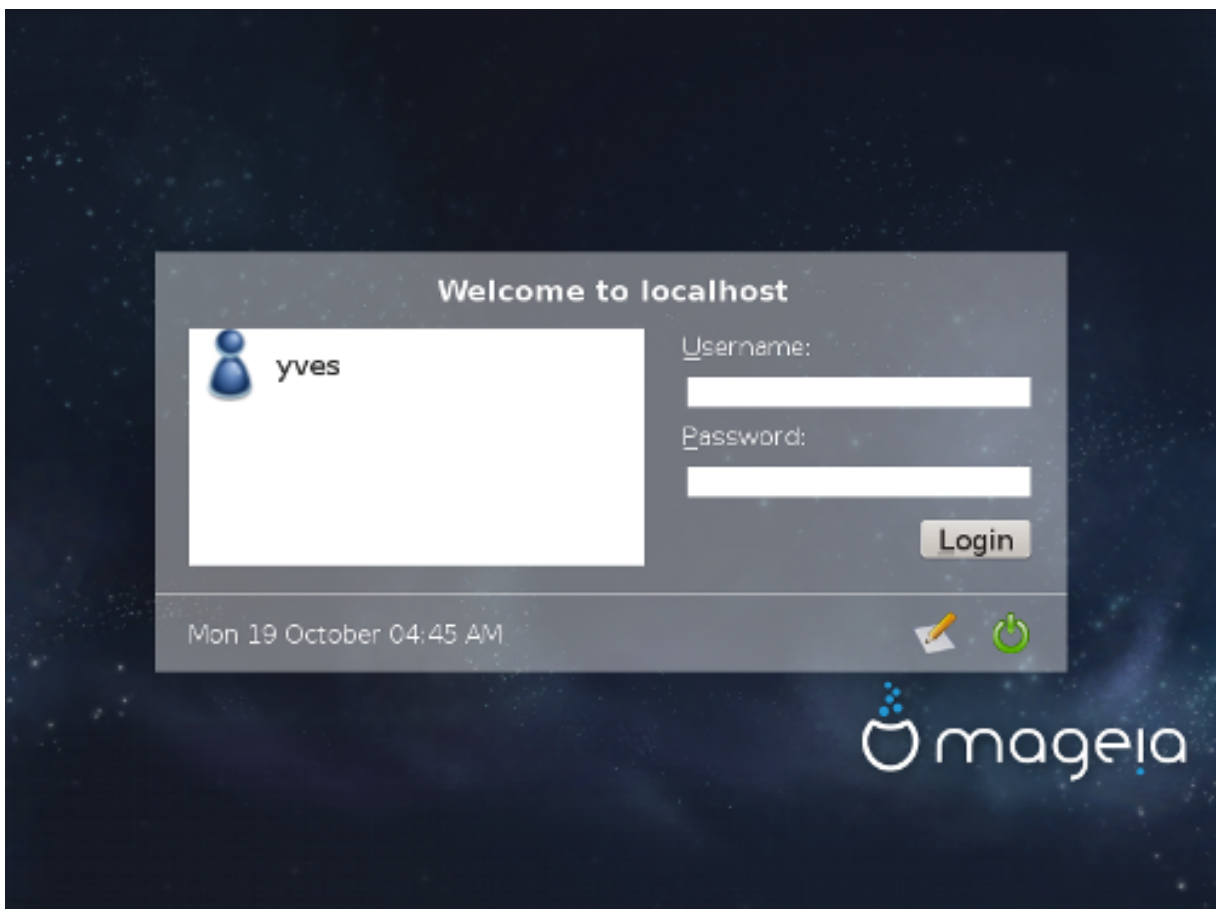 Welcome to localhost
yves
Username:
Password:
Login
Mon 19 October 04:45 AM
mageia